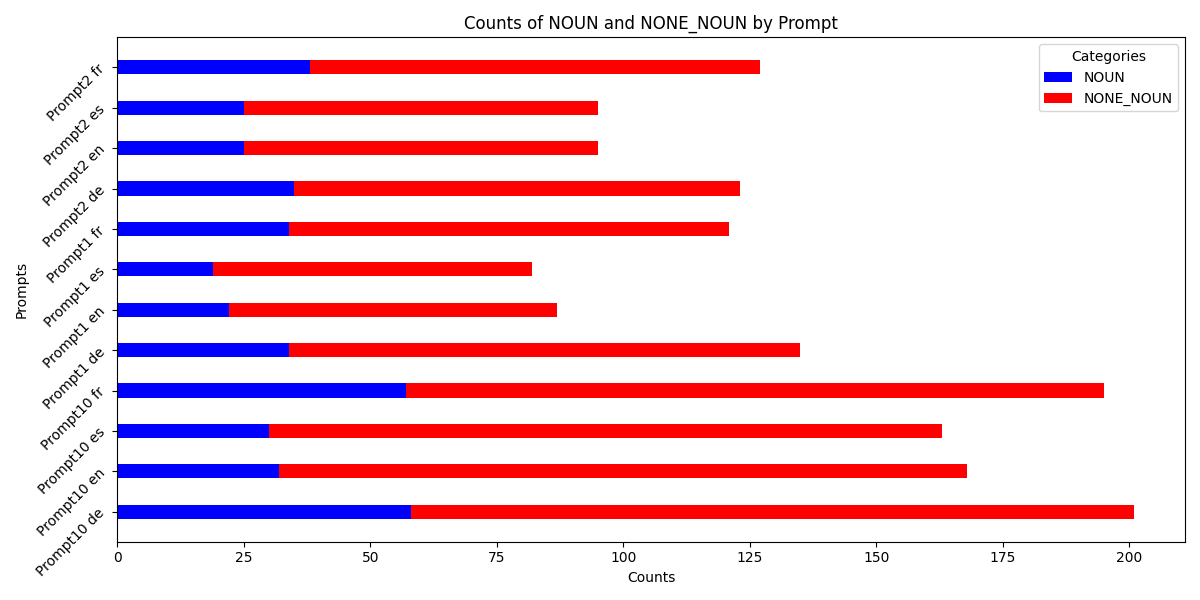 Counts of NOUN and NONE_NOUN by Prompt
Categories
NOUN
NONE_NOUN
Prompts
Prompt2 fr
Prompt2 es
Prompt2 en
Prompt2 de
Prompt1 fr
Prompt1 es
Prompt1 en
Prompt1 de
Prompt10 fr
Prompt10 es
Prompt10 en
Prompt10 de
0 25 50 75 100 125 150 175 200
Counts